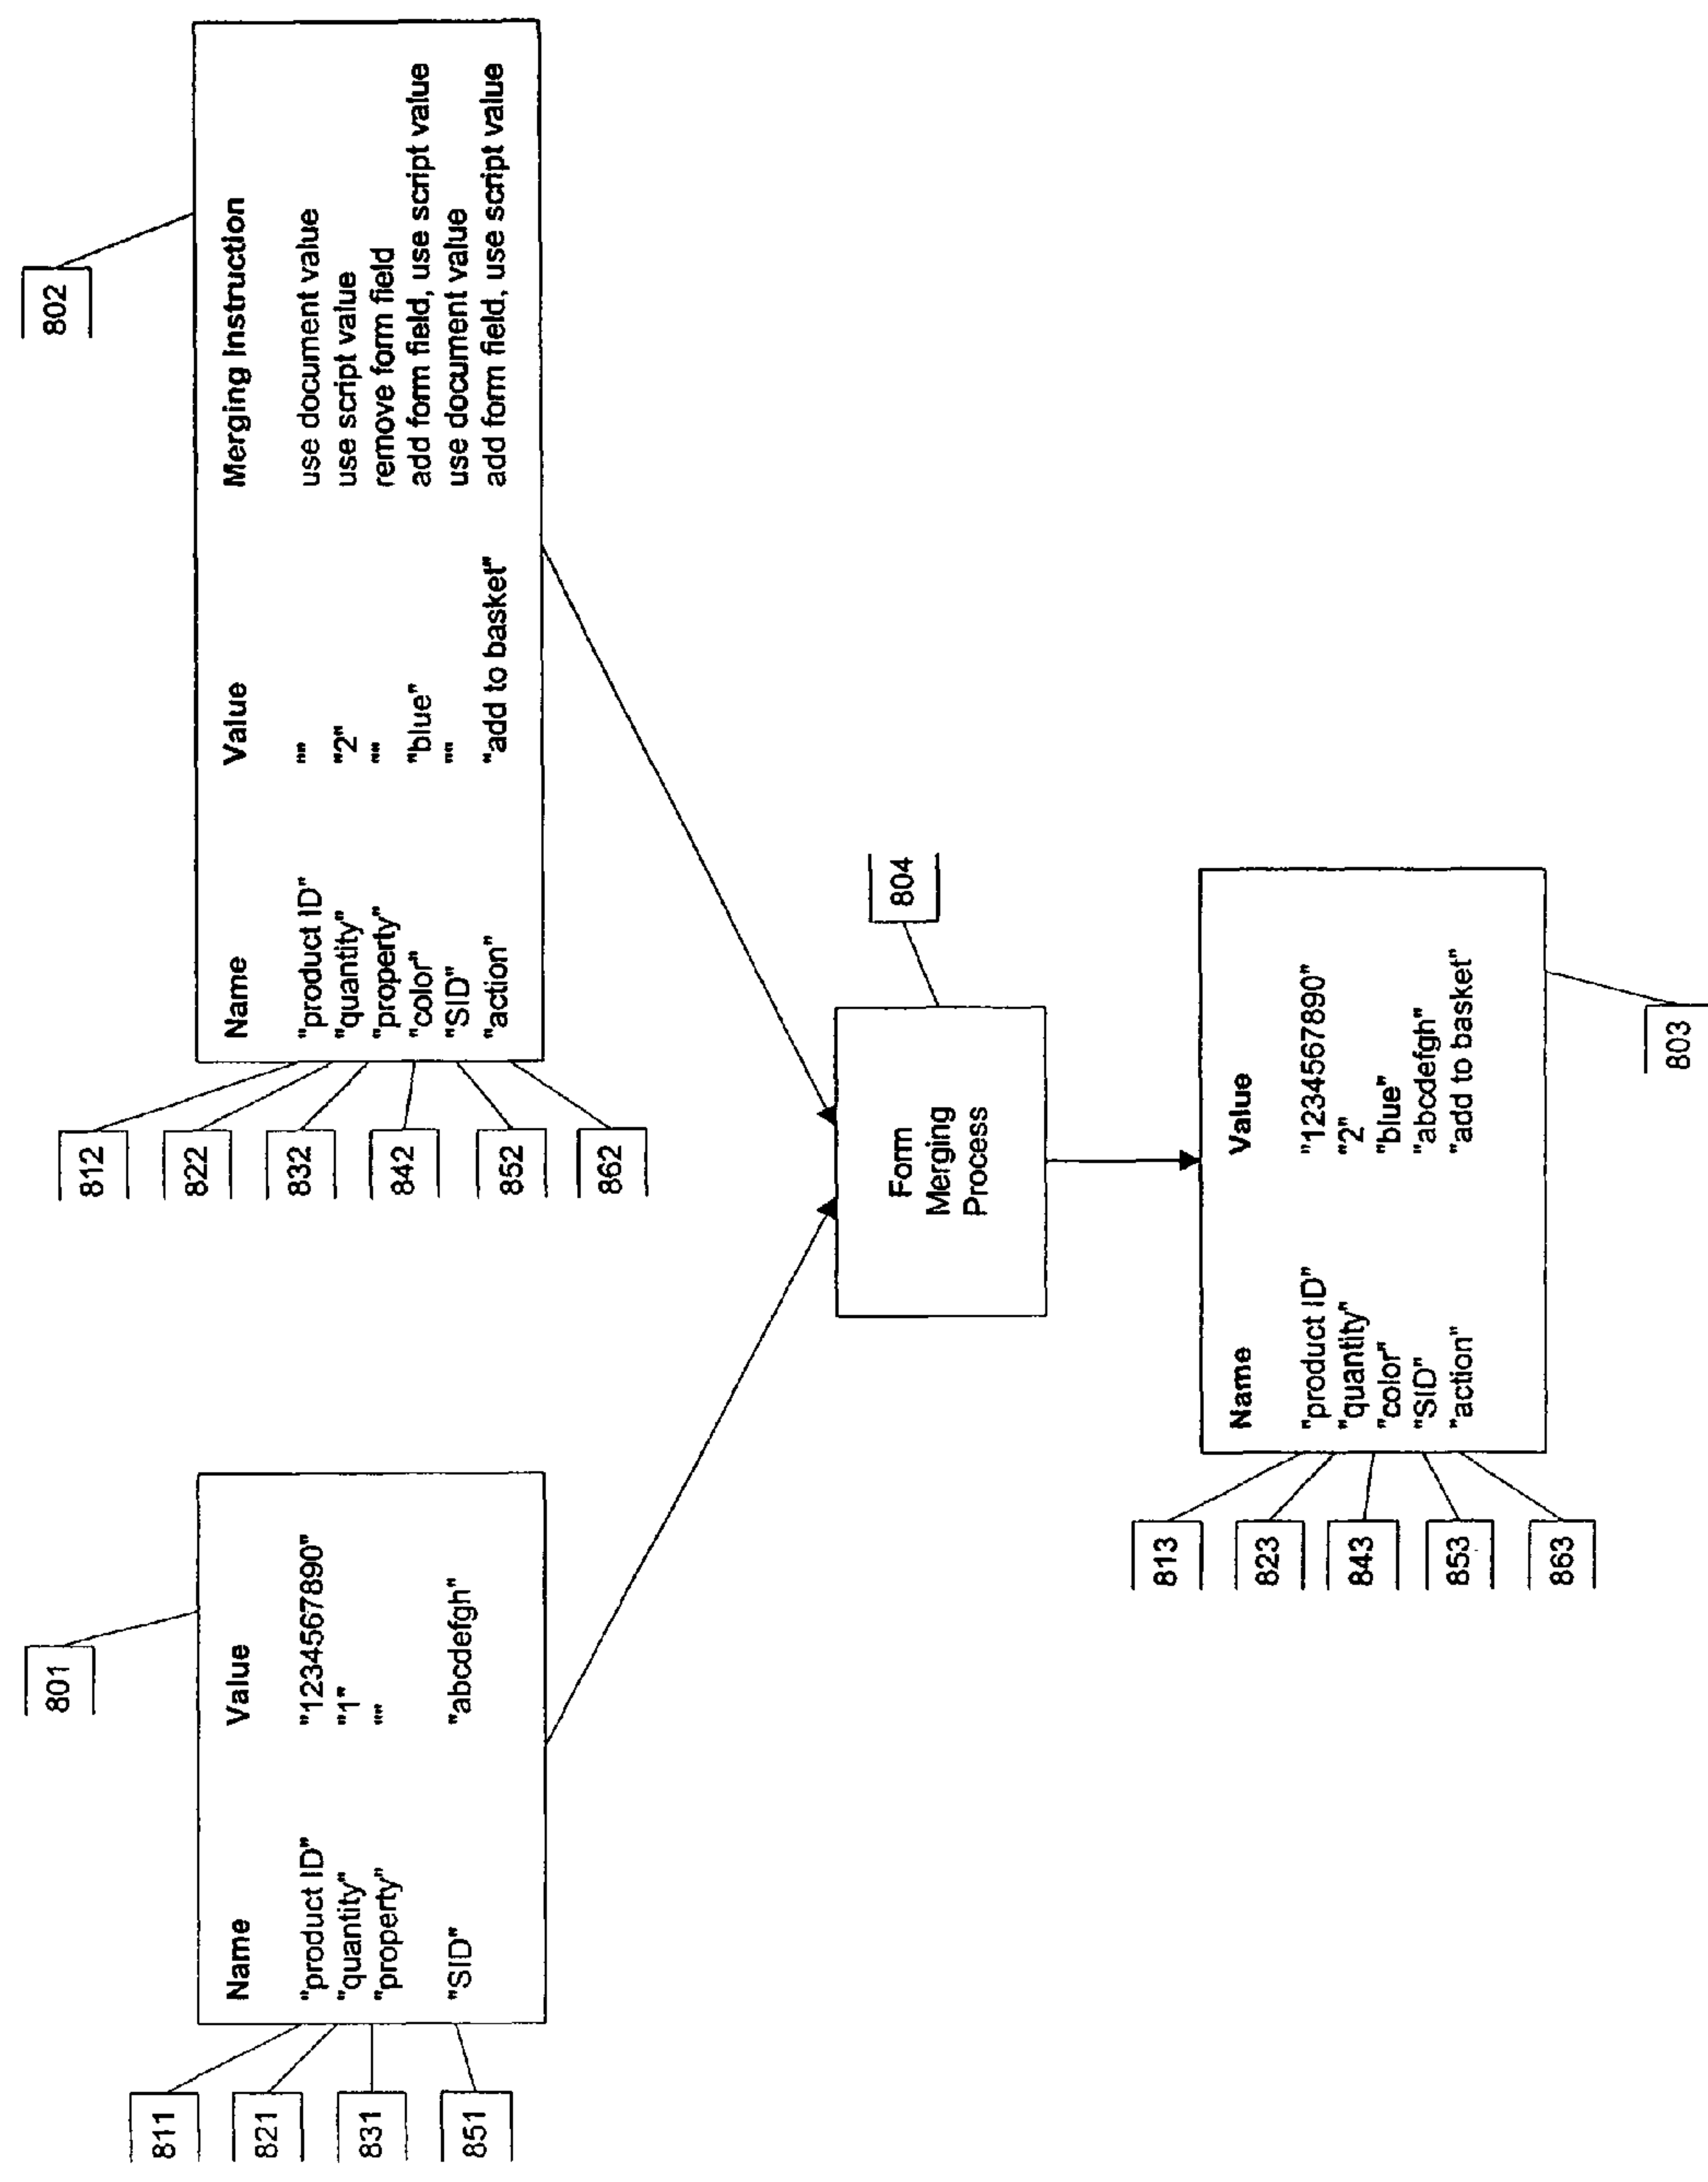 801
Name Value
811 "product ID" "1234567890"
821 "quantity" "1"
831 "property" ""
851 "SID" "abcdefgh"
802
Name Value Merging Instruction
812 "product ID" "" use document value
822 "quantity" "2" use script value
832 "property" "" remove form field
842 "color" "blue" add form field, use script value
852 "SID" "" use document value
862 "action" "add to basket" add form field, use script value
Form
Merging
Process
804
Name Value
813 "product ID" "1234567890"
823 "quantity" "2"
843 "color" "blue"
853 "SID" "abcdefgh"
863 "action" "add to basket"
803